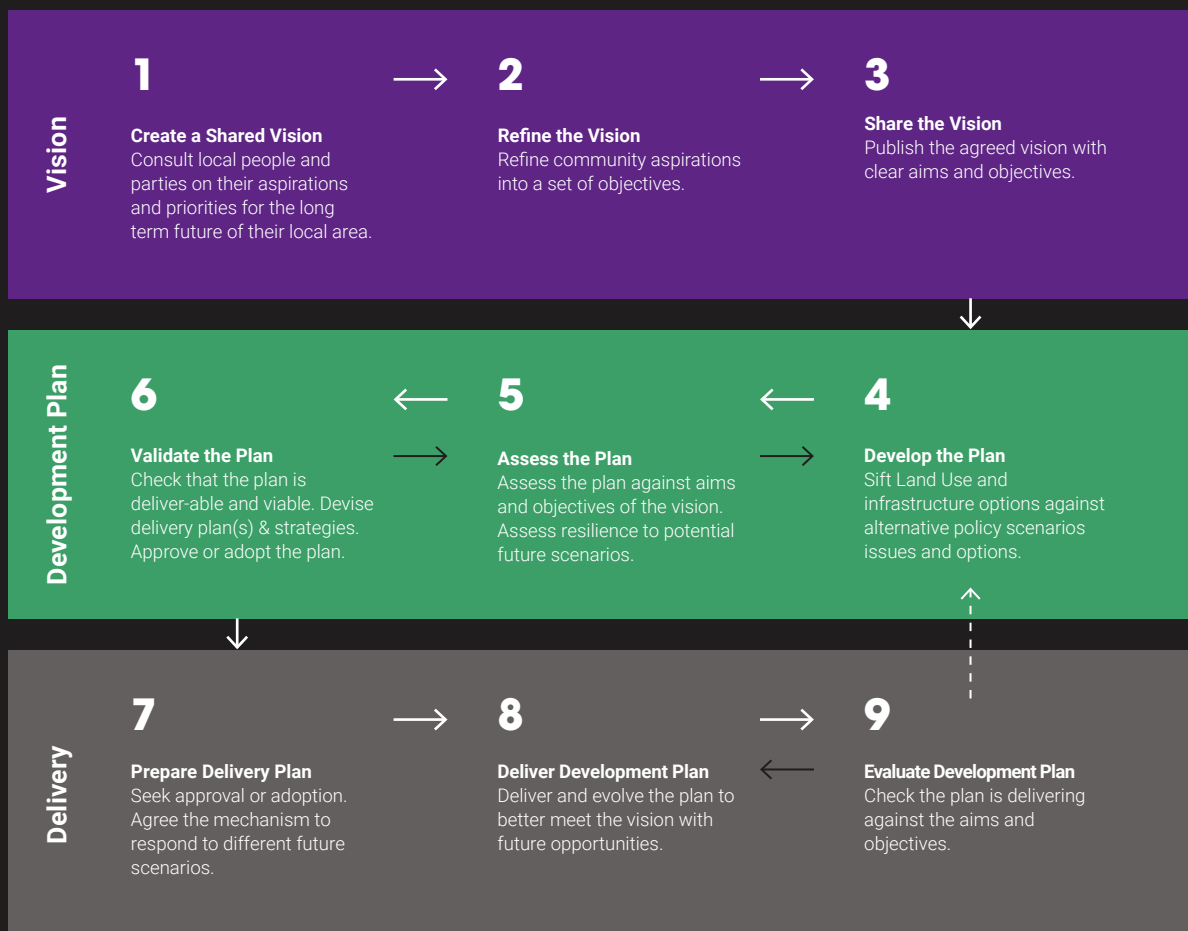 Vision
1
Create a Shared Vision
Consult local people and
parties on their aspirations
and priorities for the long
term future of their local area.
2
Refine the Vision
Refine community aspirations
into a set of objectives.
3
Share the Vision
Publish the agreed vision with
clear aims and objectives.
Development Plan
6
Validate the Plan
Check that the plan is
deliver-able and viable. Devise
delivery plan(s) & strategies.
Approve or adopt the plan.
5
Assess the Plan
Assess the plan against aims
and objectives of the vision.
Assess resilience to potential
future scenarios.
4
Develop the Plan
Sift Land Use and
infrastructure options against
alternative policy scenarios
issues and options.
Delivery
7
Prepare Delivery Plan
Seek approval or adoption.
Agree the mechanism to
respond to different future
scenarios.
8
Deliver Development Plan
Deliver and evolve the plan to
better meet the vision with
future opportunities.
9
Evaluate Development Plan
Check the plan is delivering
against the aims and
objectives.